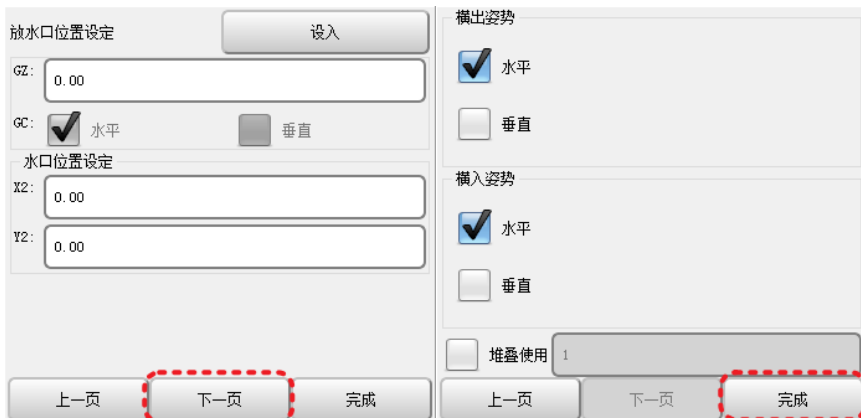 放水口位置设定
设入
GZ:
0.00
GC:
水平
垂直
水口位置设定
X2:
0.00
Y2:
0.00
上一页
下一页
完成
横出姿势
水平
垂直
横入姿势
水平
垂直
堆叠使用
1
上一页
下一页
完成